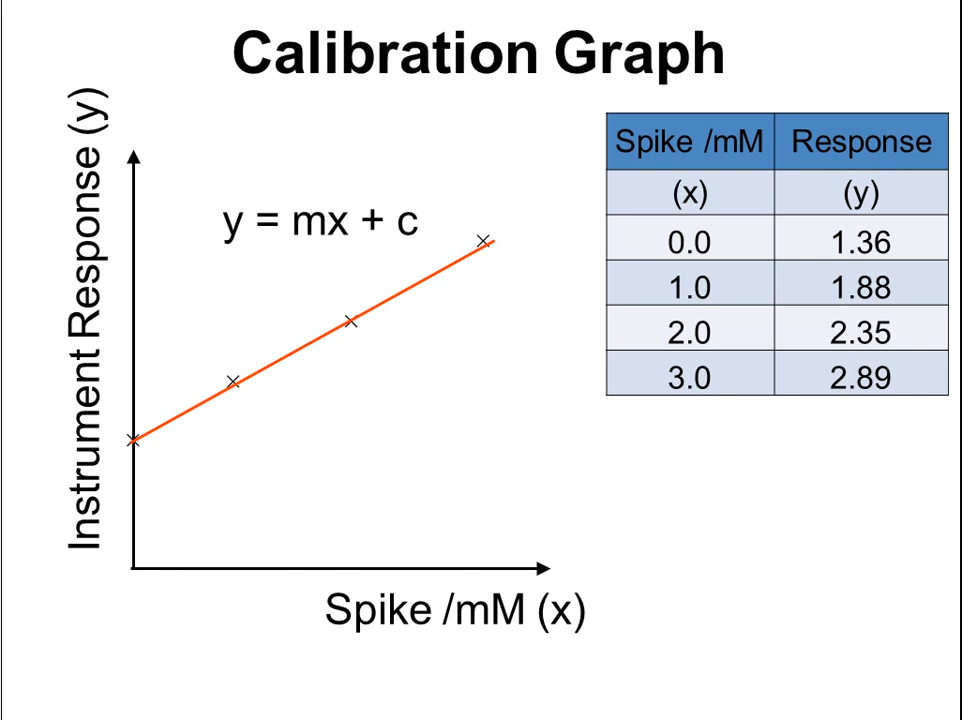 Calibration Graph
Instrument Response (y)
y = mx + c
Spike /mM (x)
Spike /mM Response
(x) (y)
0.0 1.36
1.0 1.88
2.0 2.35
3.0 2.89